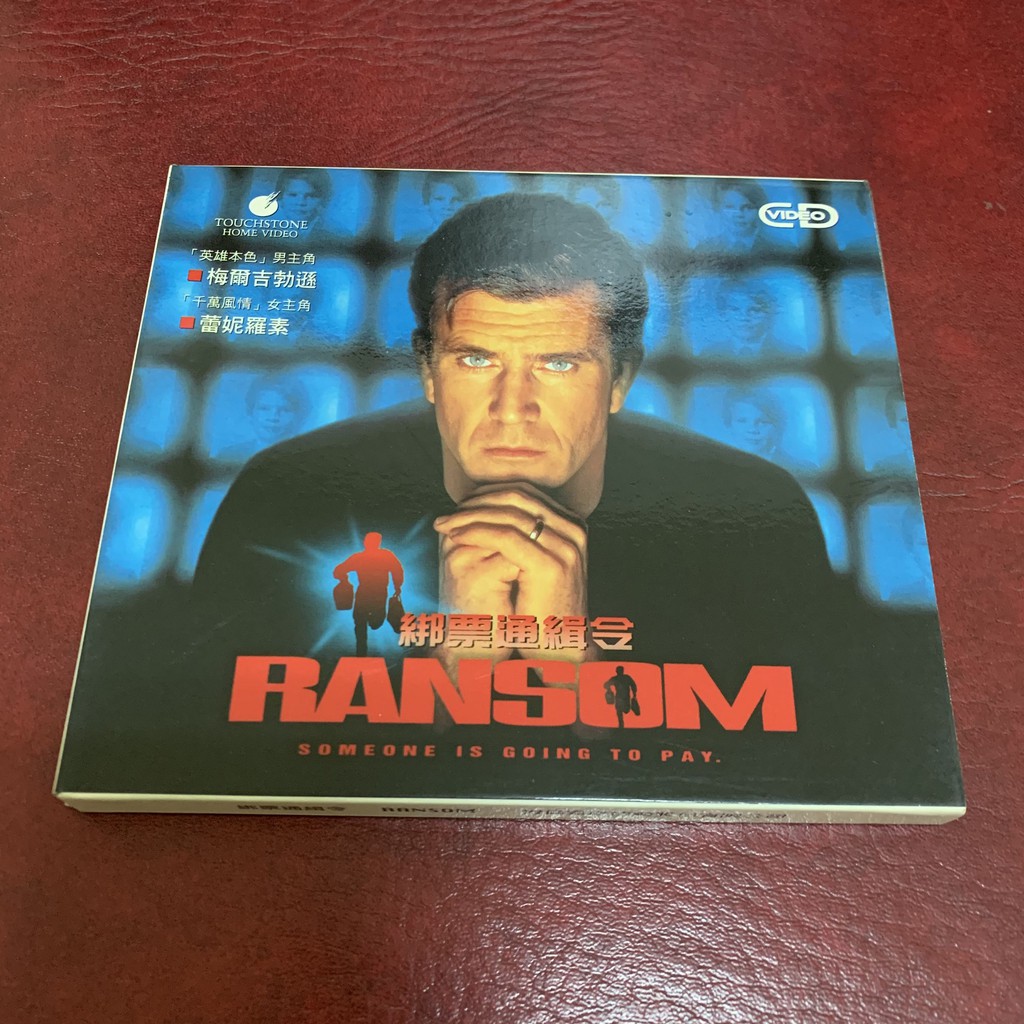 TOUCHSTONE
HOME VIDEO
VIDEO CD
「英雄本色」男主角
■梅爾吉勃遜
「千萬風情」女主角
■蕾妮羅素
綁票通緝令
RANSOM
SOMEONE IS GOING TO PAY.
綁票通緝令 RANSOM